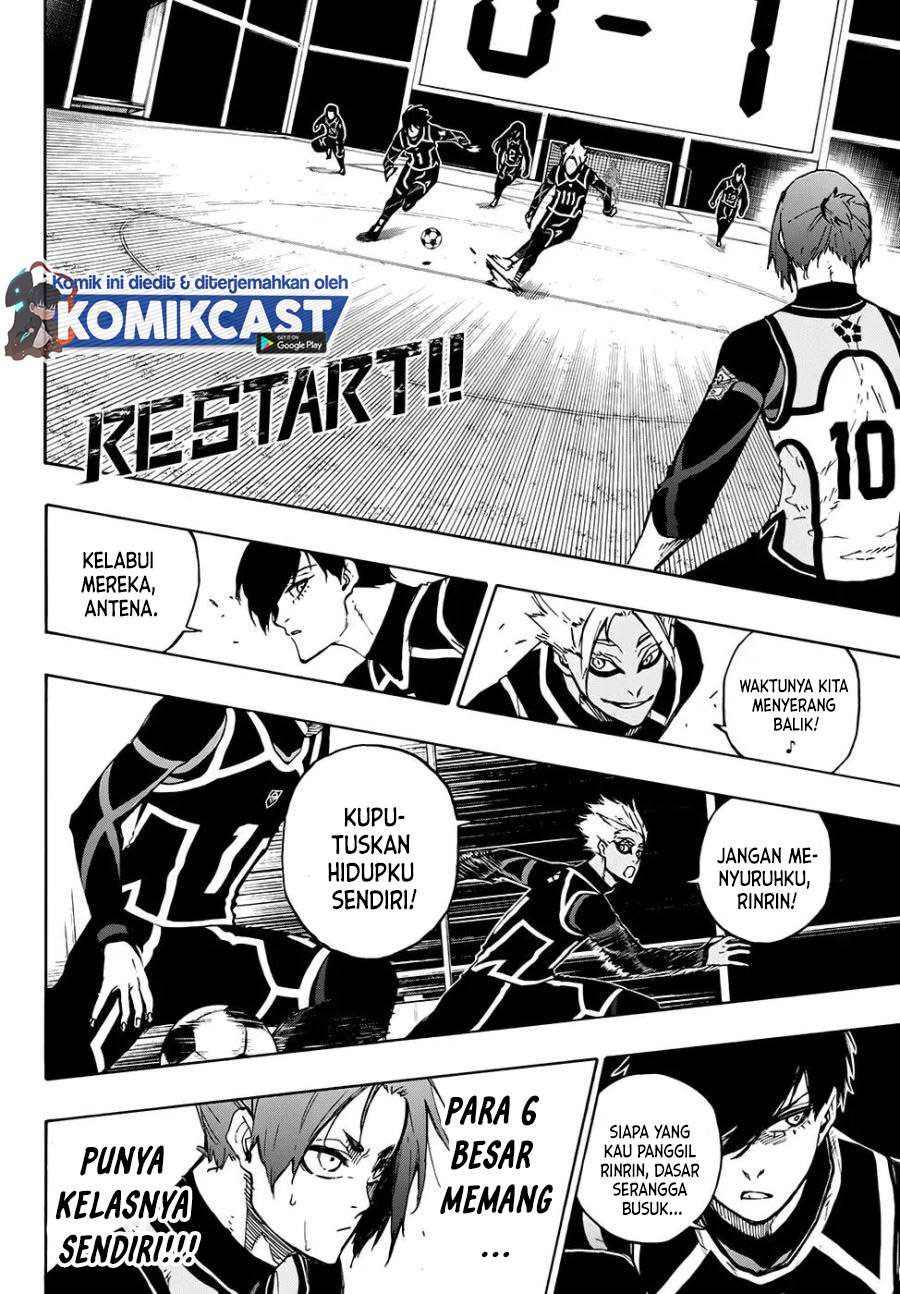 0-1
11
10
Komik ini diedit & diterjemahkan oleh
KOMIKCAST
GET IT ON
Google Play
RESTART!!
WAKTUNYA KITA
MENYERANG
BALIK!
♪
KELABUI
MEREKA,
ANTENA.
JANGAN ME-
NYURUHKU,
RINRIN!
KUPU-
TUSKAN
HIDUPKU
SENDIRI!
11
SIAPA YANG
KAU PANGGIL
RINRIN, DASAR
SERANGGA
BUSUK...
PARA 6
BESAR
MEMANG
...
PUNYA
KELASNYA
SENDIRI!!!